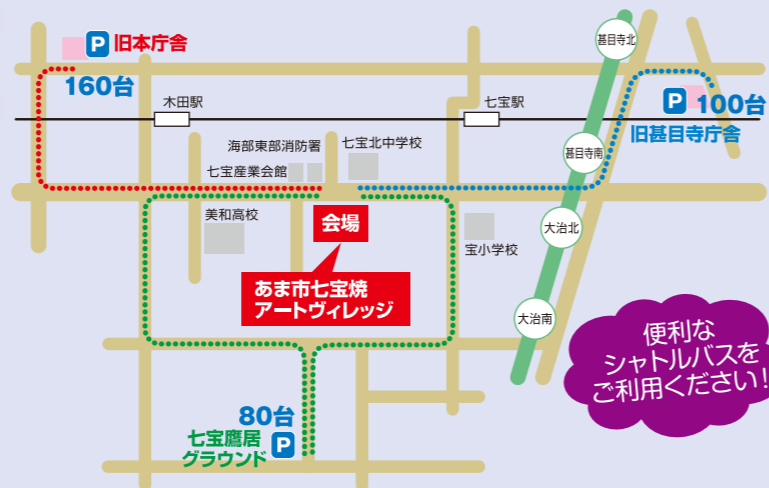 P 旧本庁舎
160台
甚目寺北
木田駅
七宝駅
P 100台
旧甚目寺庁舎
海部東部消防署
七宝北中学校
甚目寺南
七宝産業会館
美和高校
会場
宝小学校
大治北
あま市七宝焼
アートヴィレッジ
大治南
便利な
シャトルバスを
ご利用ください!
80台
七宝鷹居
グラウンド
P